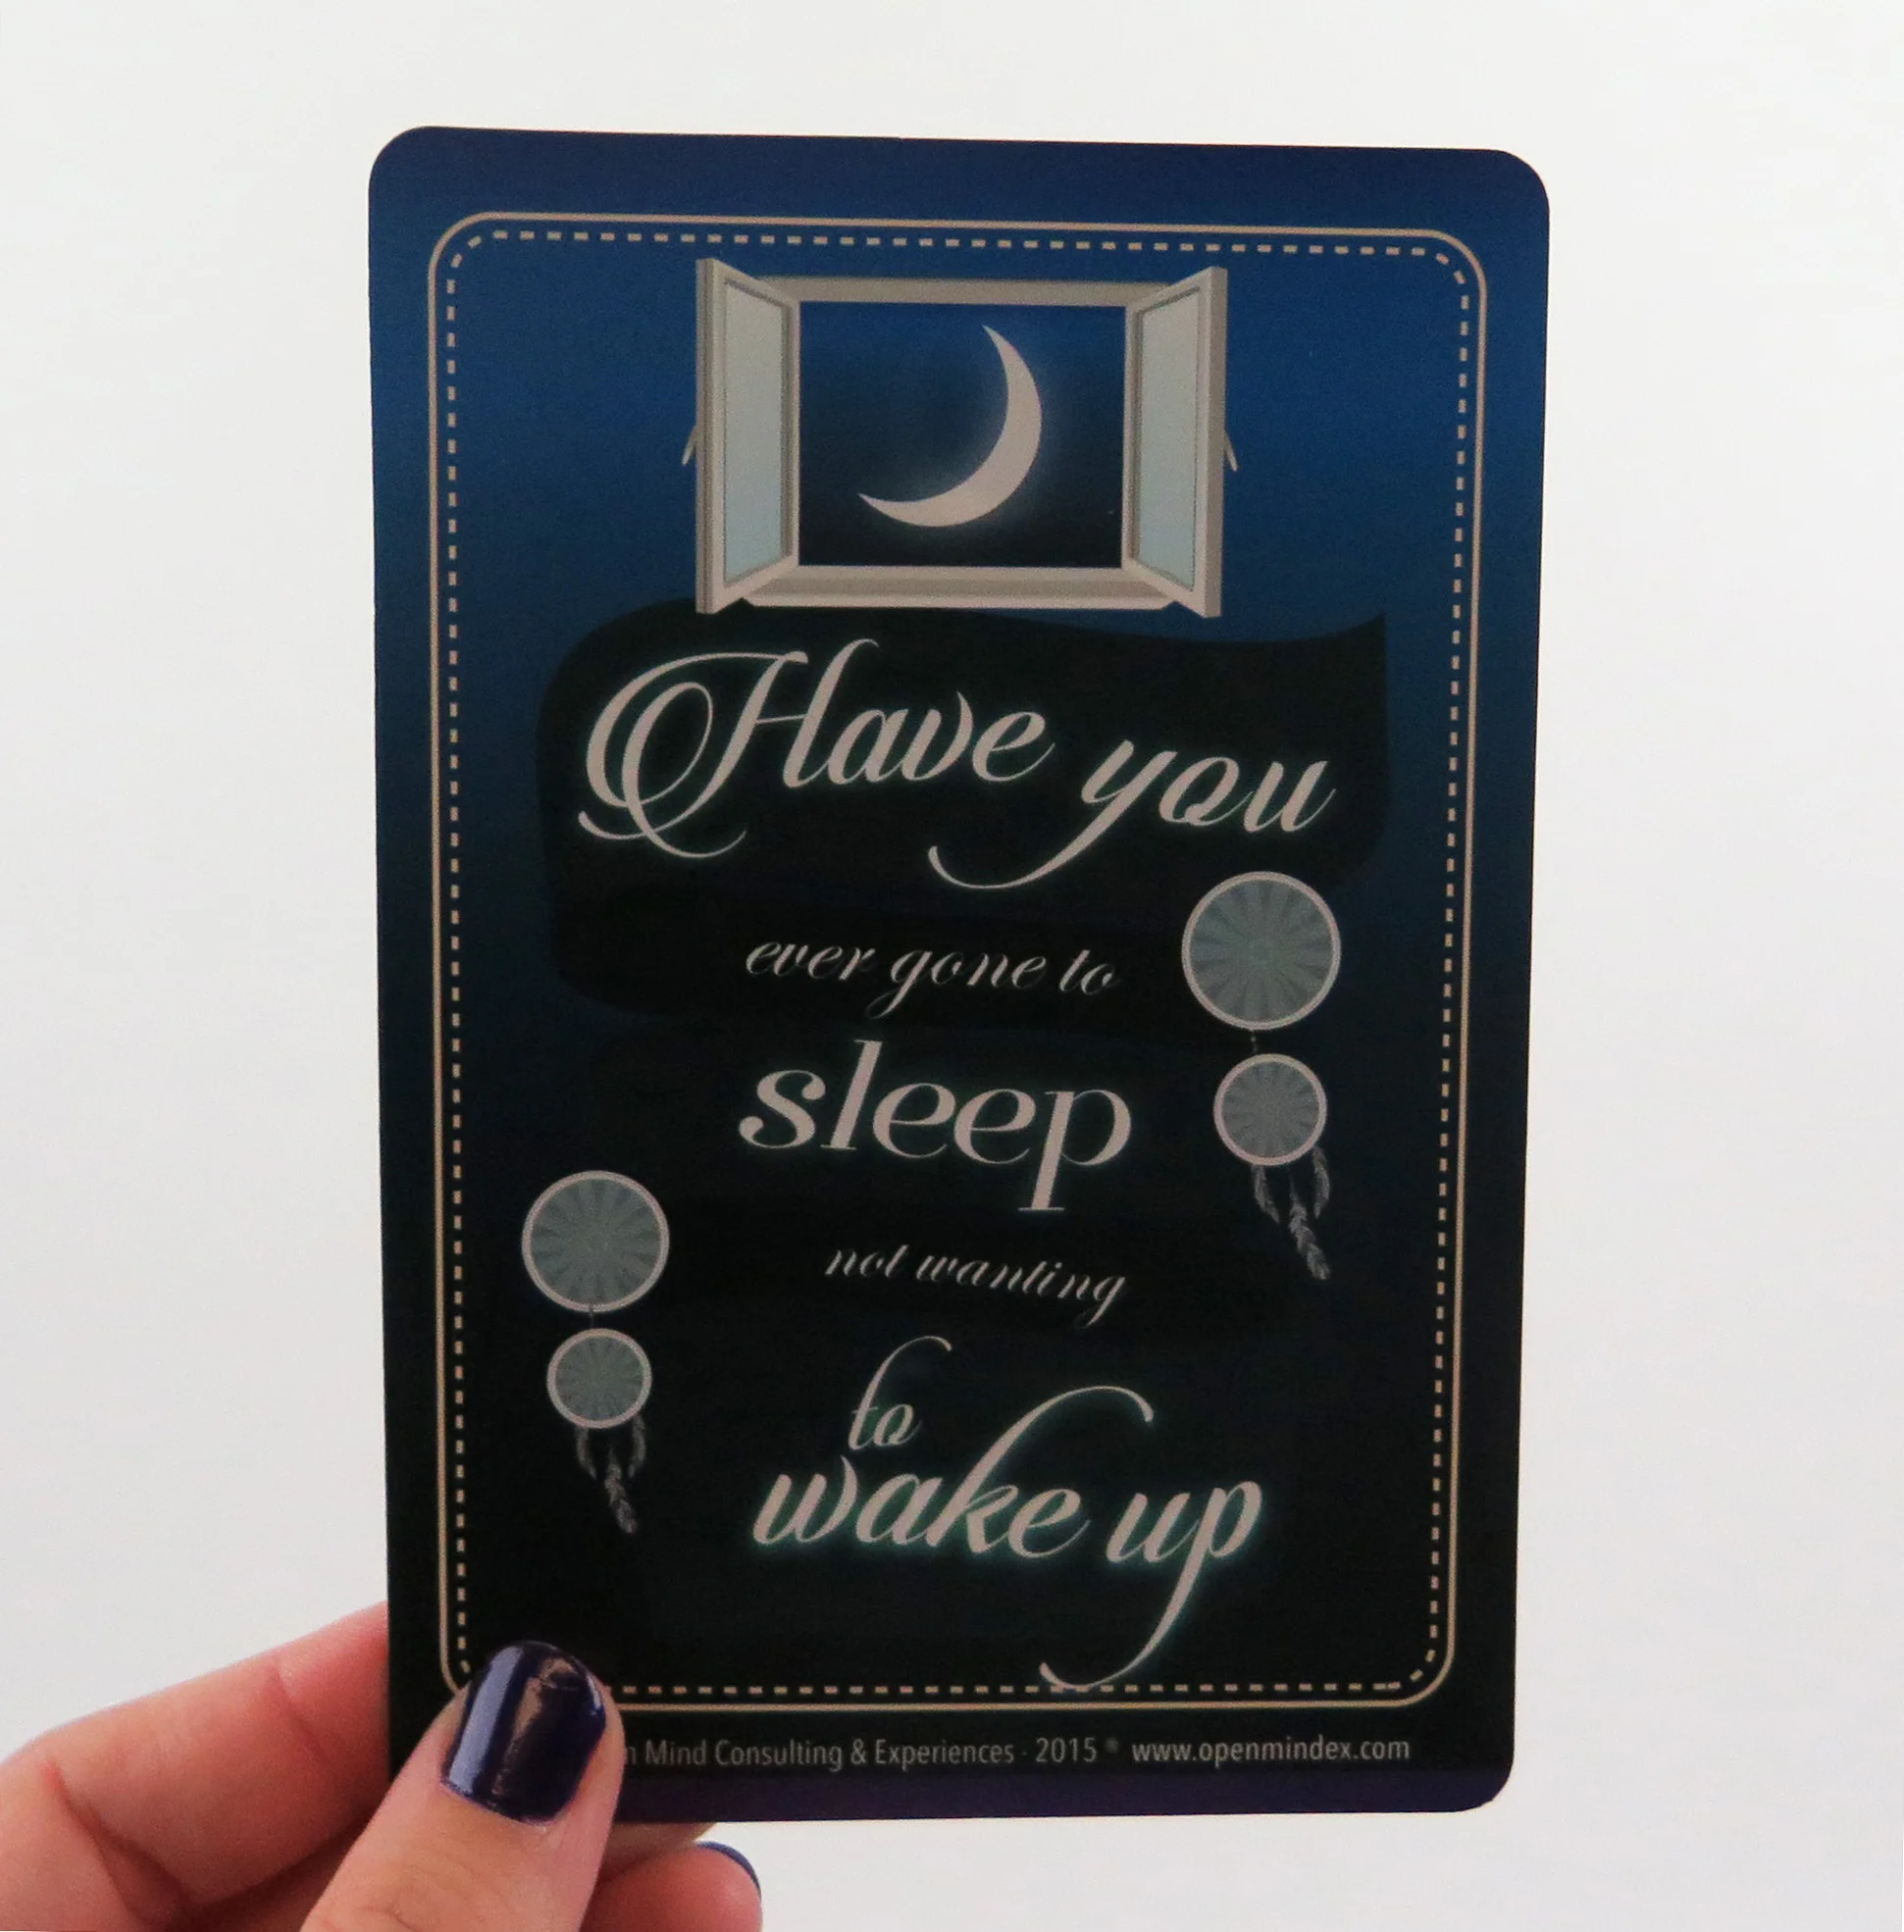 Have you
ever gone to
sleep
not wanting
to
wake up
Mind Consulting & Experiences - 2015 * www.openmindex.com